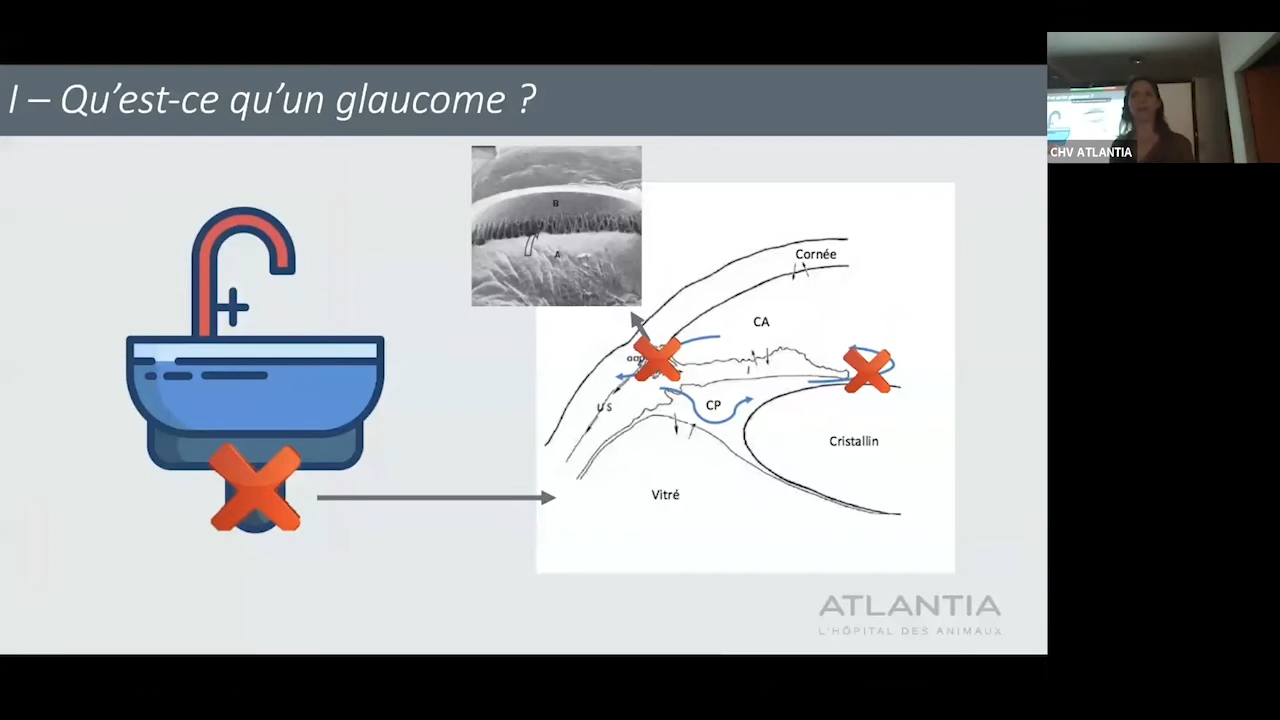 I – Qu’est-ce qu’un glaucome ?
CHV ATLANTIA
B
A
Cornée
CA
CP
Cristallin
Vitré
ATLANTIA
L'HÔPITAL DES ANIMAUX